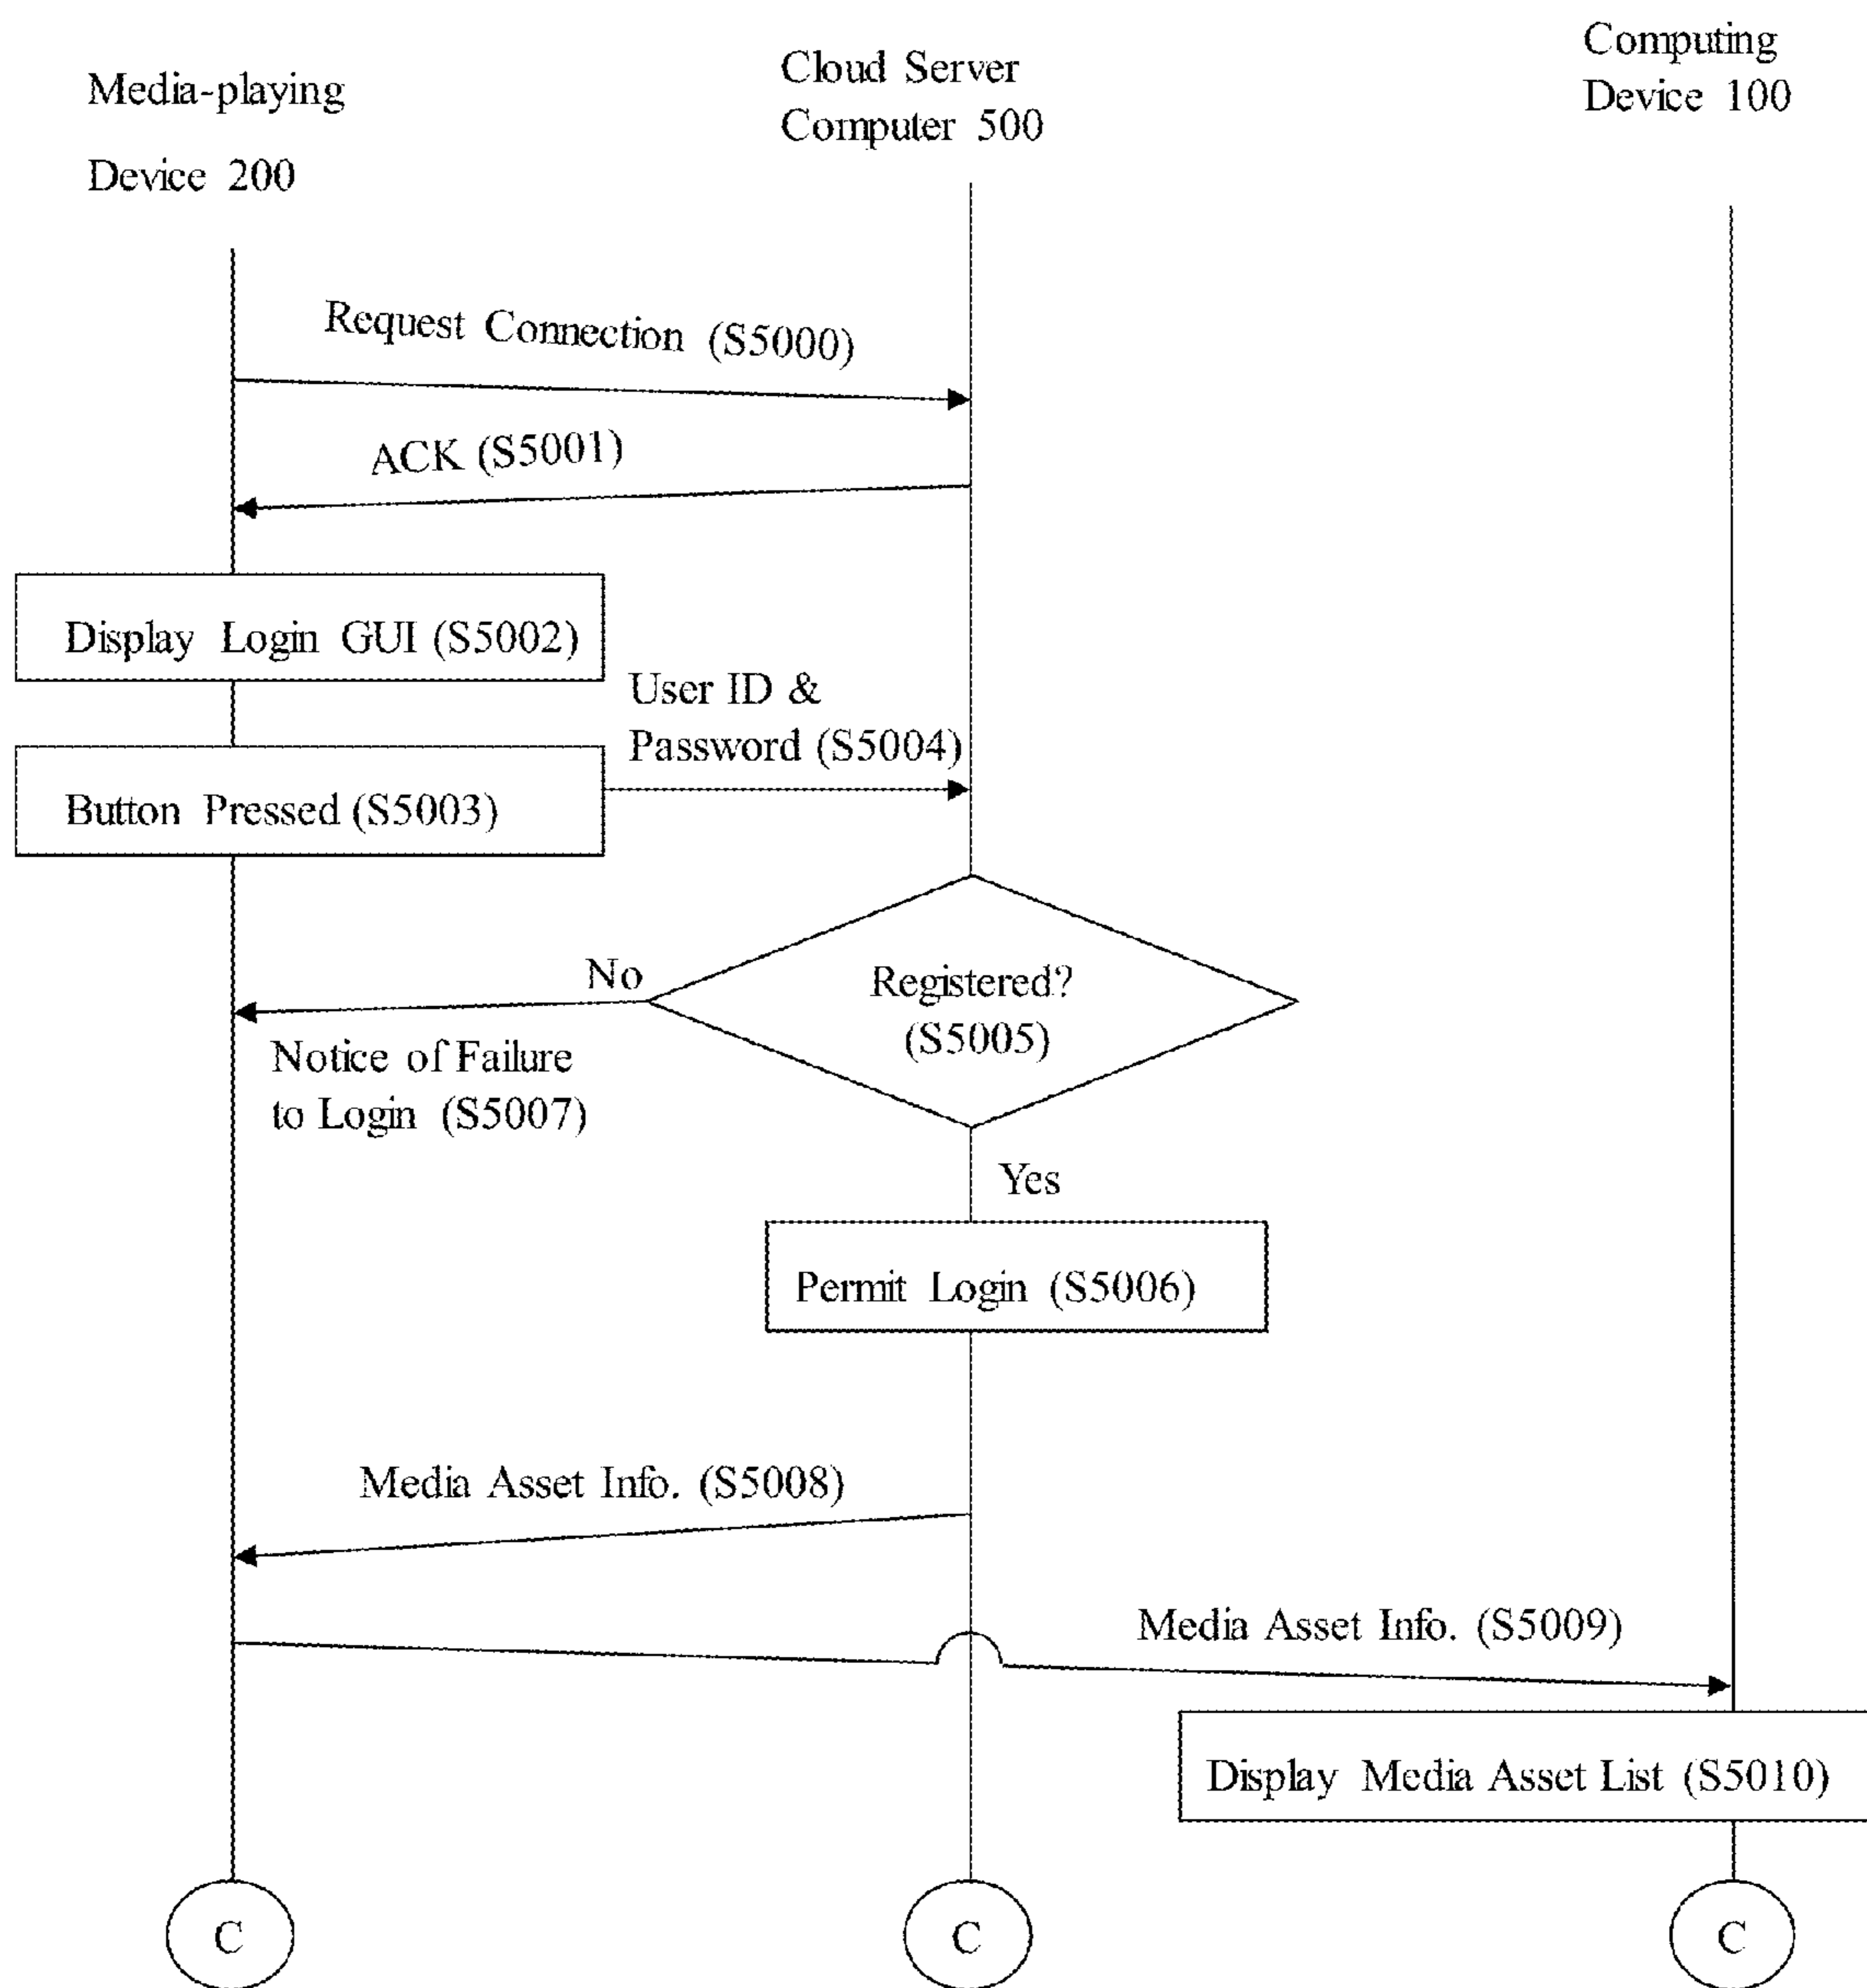 Media-playing
Device 200
Cloud Server
Computer 500
Computing
Device 100
Request Connection (S5000)
ACK (S5001)
Display Login GUI (S5002)
User ID &
Password (S5004)
Button Pressed (S5003)
No
Registered?
(S5005)
Notice of Failure
to Login (S5007)
Yes
Permit Login (S5006)
Media Asset Info. (S5008)
Media Asset Info. (S5009)
Display Media Asset List (S5010)
C
C
C